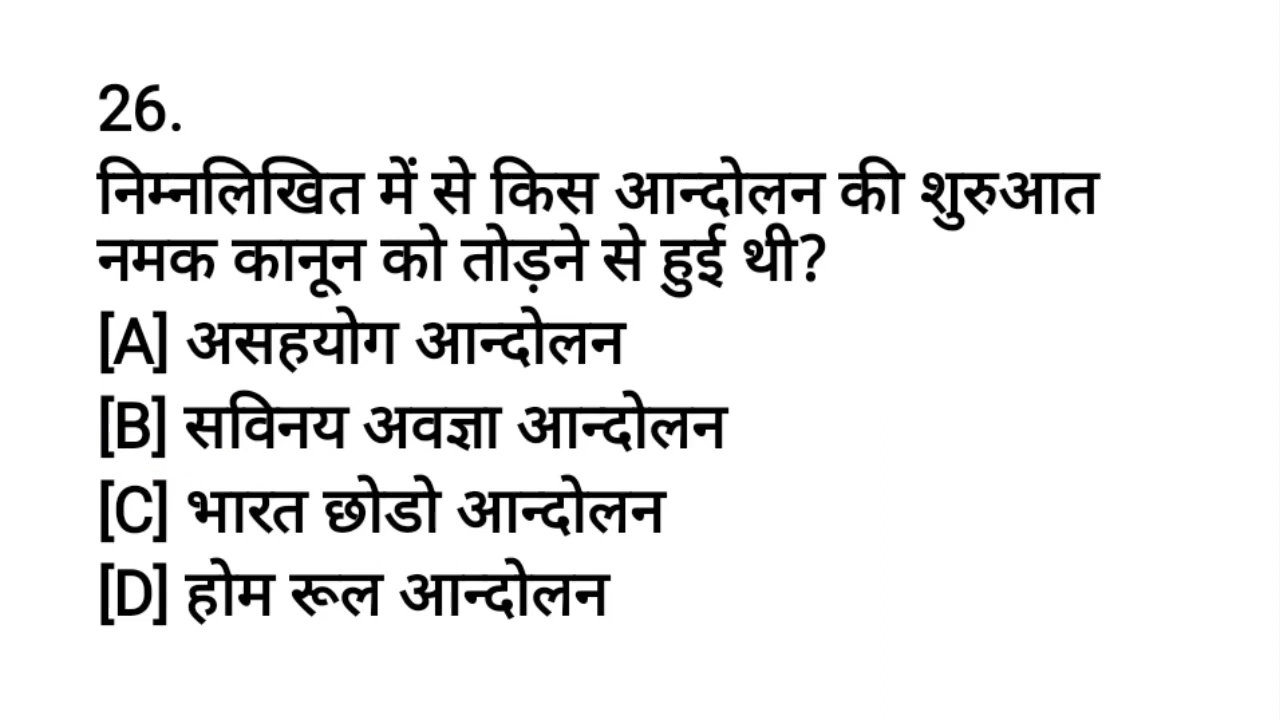 26.
निम्नलिखित में से किस आन्दोलन की शुरुआत
नमक कानून को तोड़ने से हुई थी?
[A] असहयोग आन्दोलन
[B] सविनय अवज्ञा आन्दोलन
[C] भारत छोडो आन्दोलन
[D] होम रूल आन्दोलन